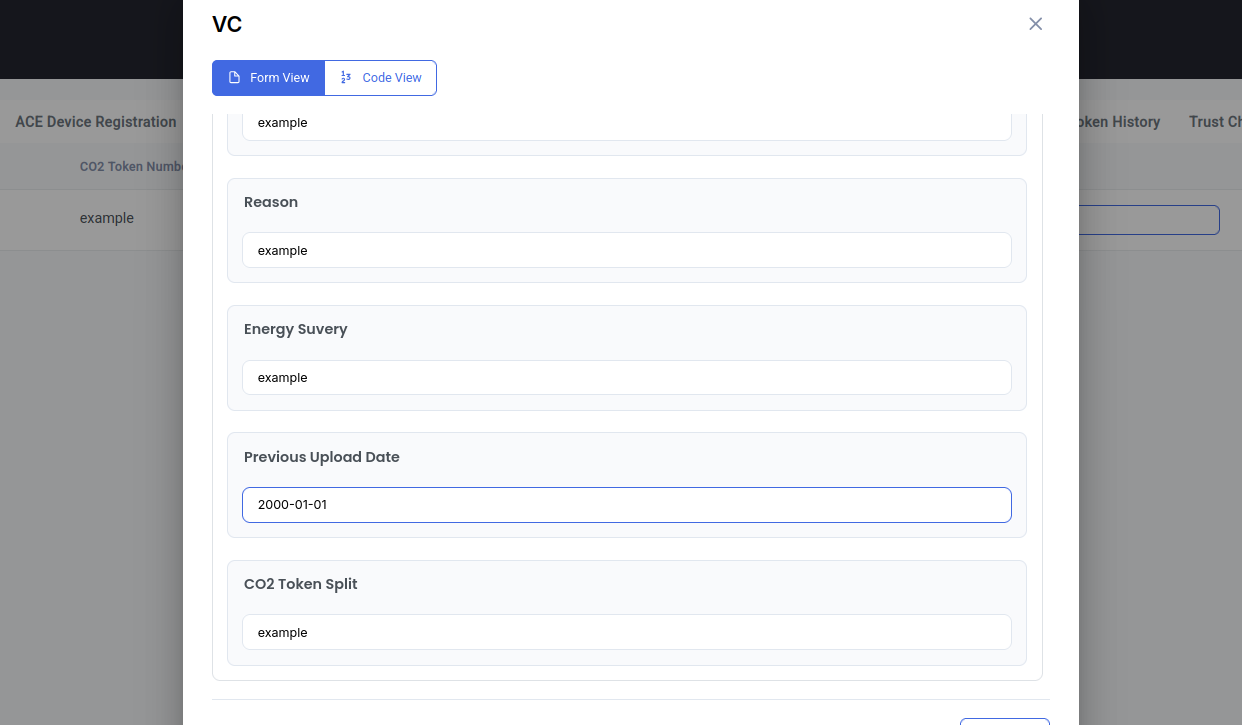 VC
Form View
Code View
ACE Device Registration
Token History
Trust Ch
CO2 Token Numbe
example
example
Reason
example
Energy Suvery
example
Previous Upload Date
2000-01-01
CO2 Token Split
example